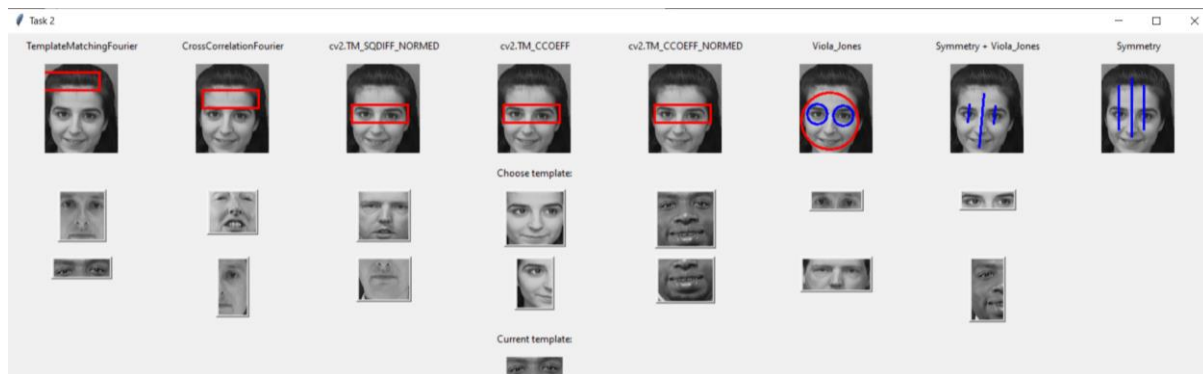 Task 2
TemplateMatchingFourier CrossCorrelationFourier cv2.TM_SQDIFF_NORMED cv2.TM_CCOEFF cv2.TM_CCOEFF_NORMED Viola_Jones Symmetry + Viola_Jones Symmetry
Choose template:
Current template: